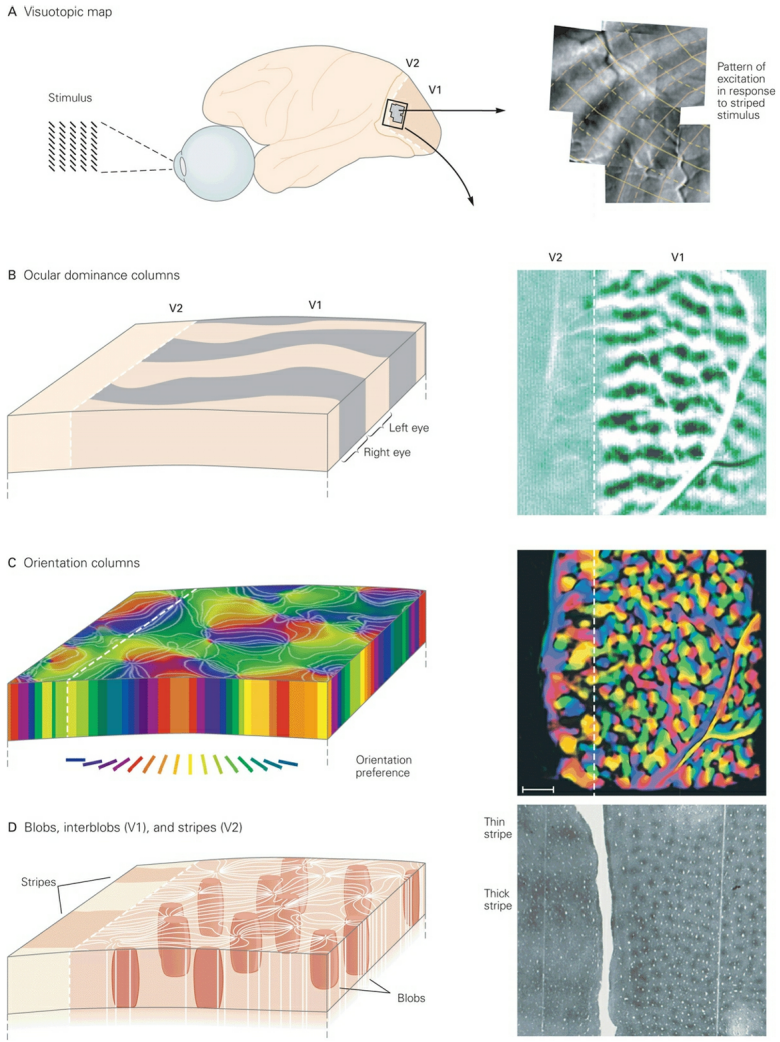 A Visuotopic map
V2
V1
Stimulus
Pattern of
excitation
in response
to striped
stimulus
B Ocular dominance columns
V2
V1
V2
V1
Left eye
Right eye
C Orientation columns
Orientation
preference
D Blobs, interblobs (V1), and stripes (V2)
Thin
stripe
Stripes
Thick
stripe
Blobs